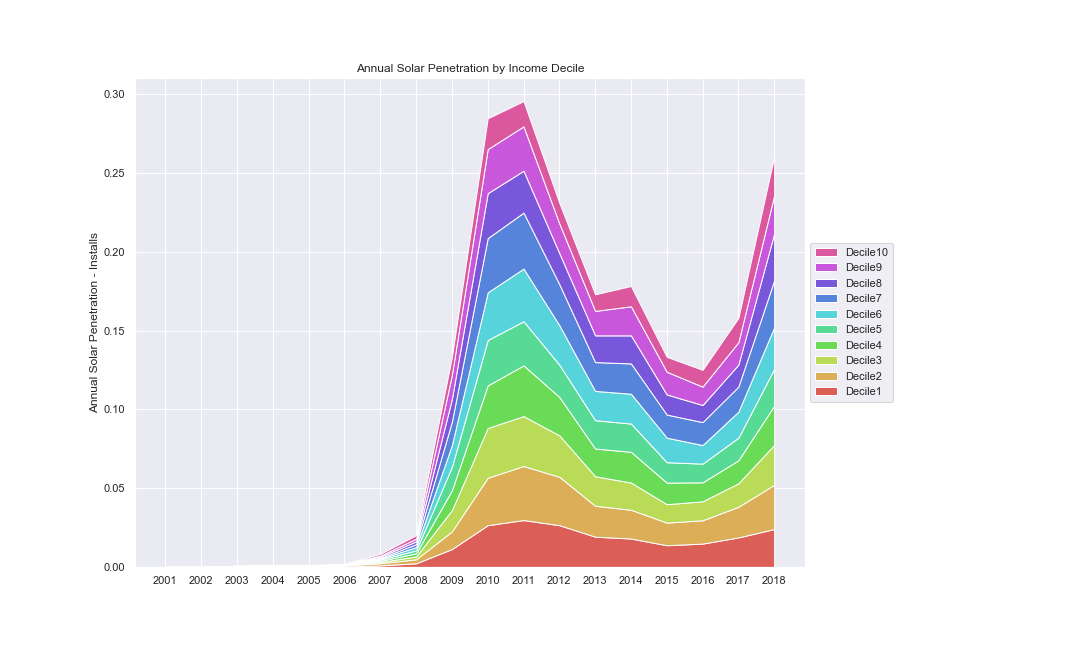 Annual Solar Penetration by Income Decile
Annual Solar Penetration - Installs
0.30
0.25
0.20
0.15
0.10
0.05
0.00
2001 2002 2003 2004 2005 2006 2007 2008 2009 2010 2011 2012 2013 2014 2015 2016 2017 2018
Decile10
Decile9
Decile8
Decile7
Decile6
Decile5
Decile4
Decile3
Decile2
Decile1